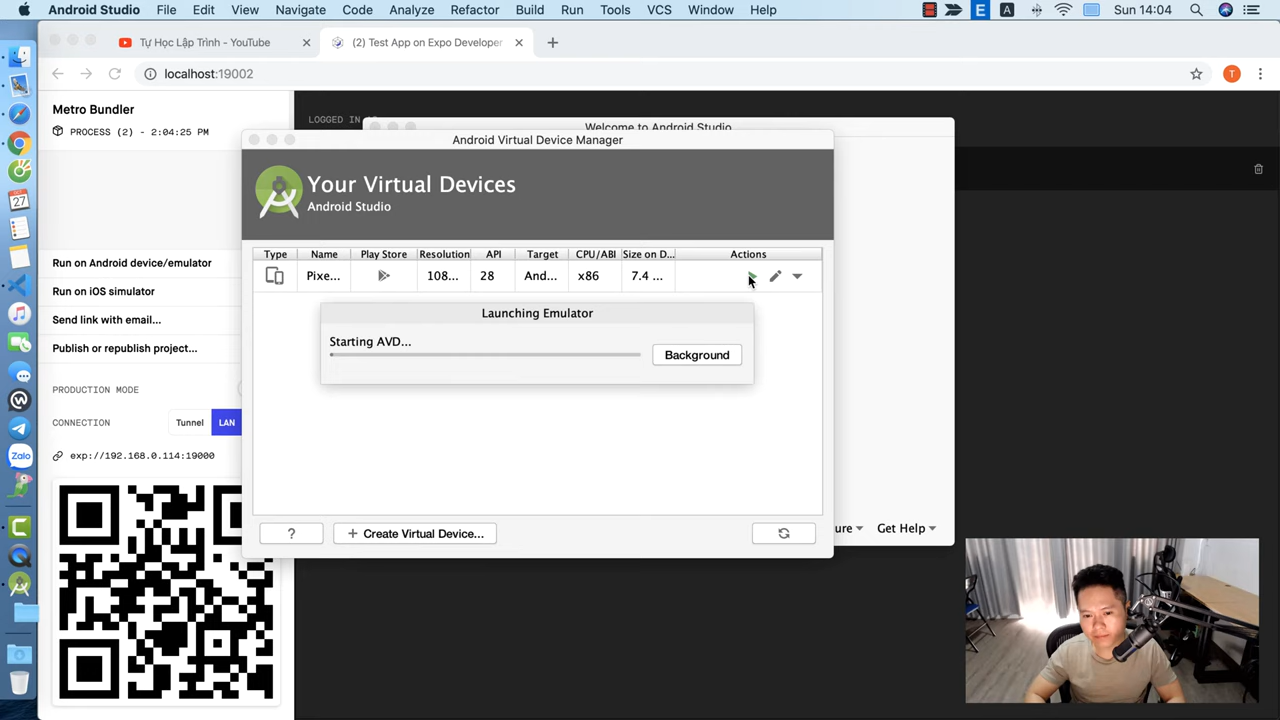 Android Studio File Edit View Navigate Code Analyze Refactor Build Run Tools VCS Window Help E A Sun 14:04
Tự Học Lập Trình - YouTube (2) Test App on Expo Developer
localhost:19002 T
Metro Bundler
PROCESS (2) - 2:04:25 PM
LOGGED IN
Welcome to Android Studio
Android Virtual Device Manager
Your Virtual Devices
Android Studio
Type Name Play Store Resolution API Target CPU/ABI Size on D... Actions
Pixe... 108... 28 And... x86 7.4 ...
Launching Emulator
Starting AVD...
Background
Run on Android device/emulator
Run on iOS simulator
Send link with email...
Publish or republish project...
PRODUCTION MODE
CONNECTION Tunnel LAN
exp://192.168.0.114:19000
? + Create Virtual Device...
ure Get Help
27
Zalo